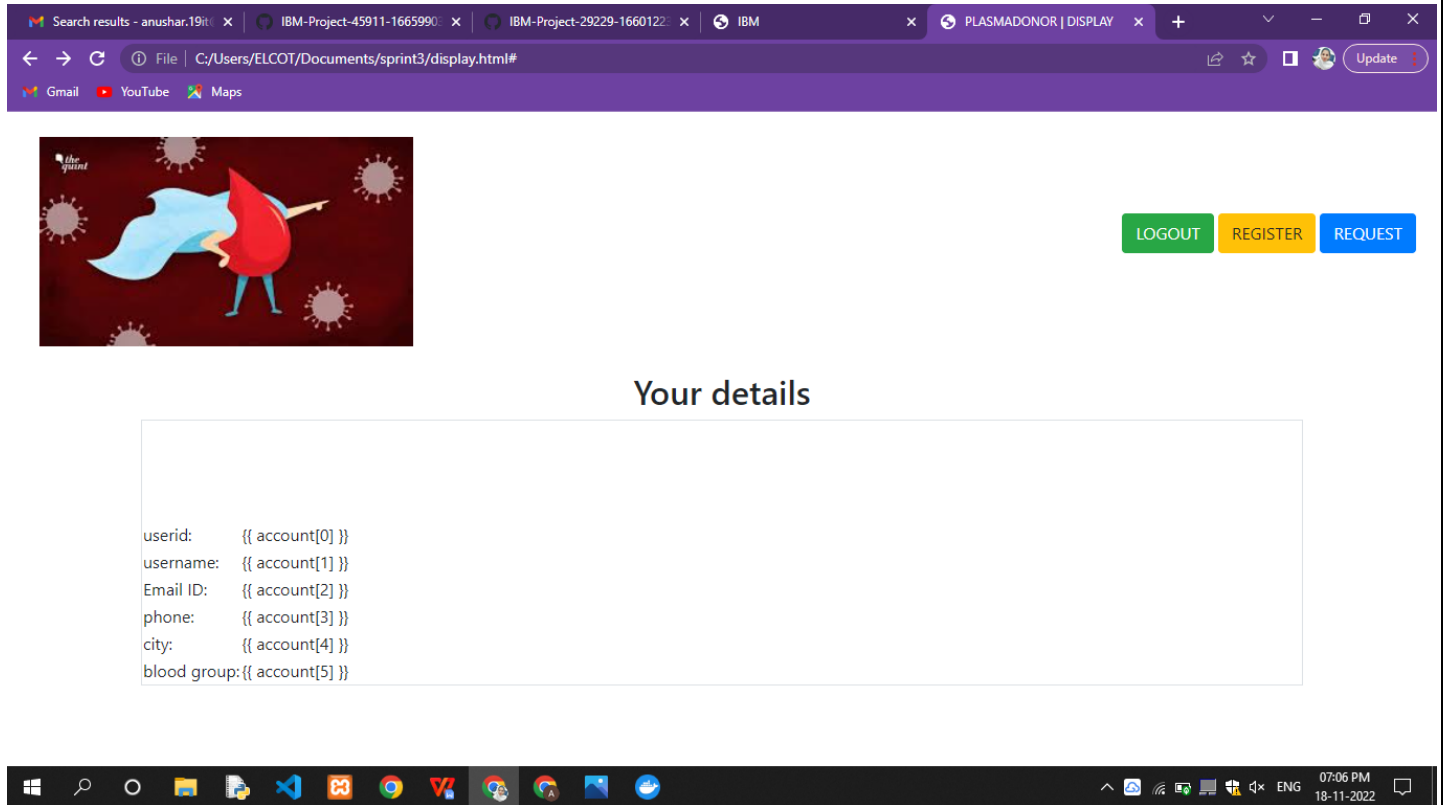 Search results - anushar.19it@
IBM-Project-45911-1665990
IBM-Project-29229-1660122
IBM
PLASMADONOR | DISPLAY
File | C:/Users/ELCOT/Documents/sprint3/display.html#
Update
Gmail
YouTube
Maps
the quint
LOGOUT
REGISTER
REQUEST
Your details
userid: {{ account[0] }}
username: {{ account[1] }}
Email ID: {{ account[2] }}
phone: {{ account[3] }}
city: {{ account[4] }}
blood group: {{ account[5] }}
ENG
07:06 PM
18-11-2022